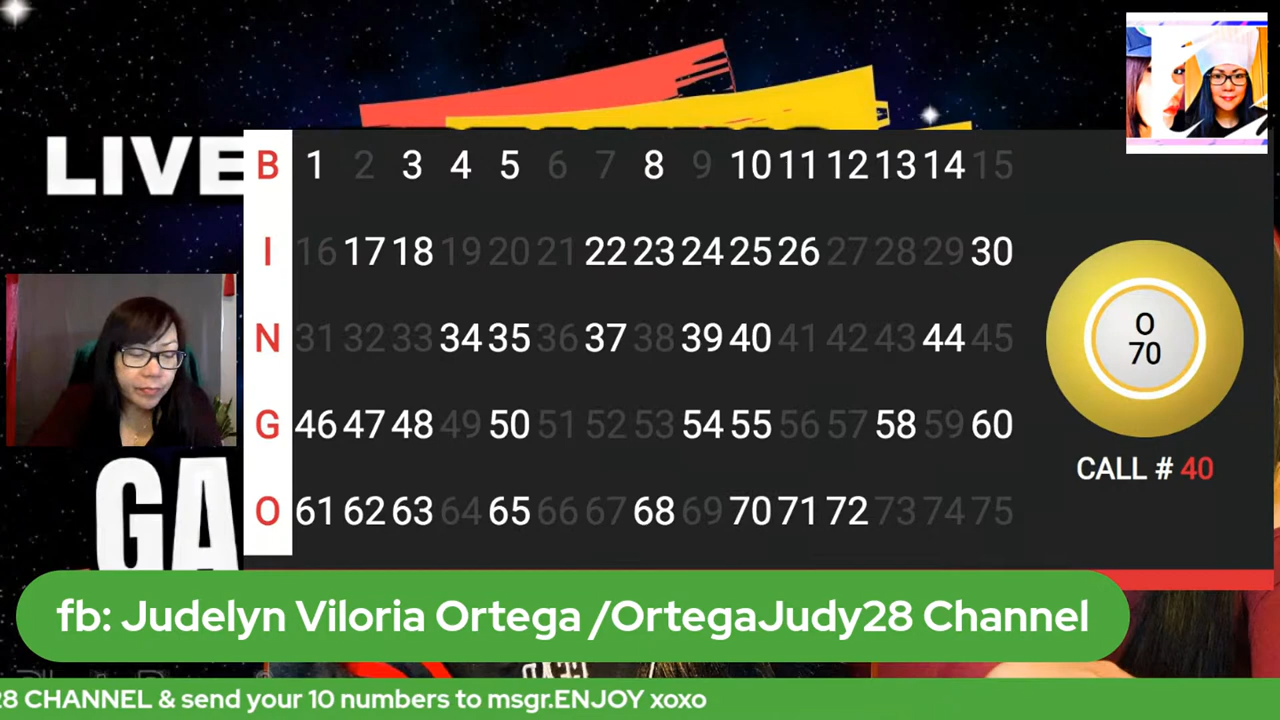 LIVE
B 1 2 3 4 5 6 7 8 9 10 11 12 13 14 15
I 16 17 18 19 20 21 22 23 24 25 26 27 28 29 30
N 31 32 33 34 35 36 37 38 39 40 41 42 43 44 45
G 46 47 48 49 50 51 52 53 54 55 56 57 58 59 60
O 61 62 63 64 65 66 67 68 69 70 71 72 73 74 75
O
70
CALL # 40
GA
fb: Judelyn Viloria Ortega /OrtegaJudy28 Channel
28 CHANNEL & send your 10 numbers to msgr.ENJOY xoxo